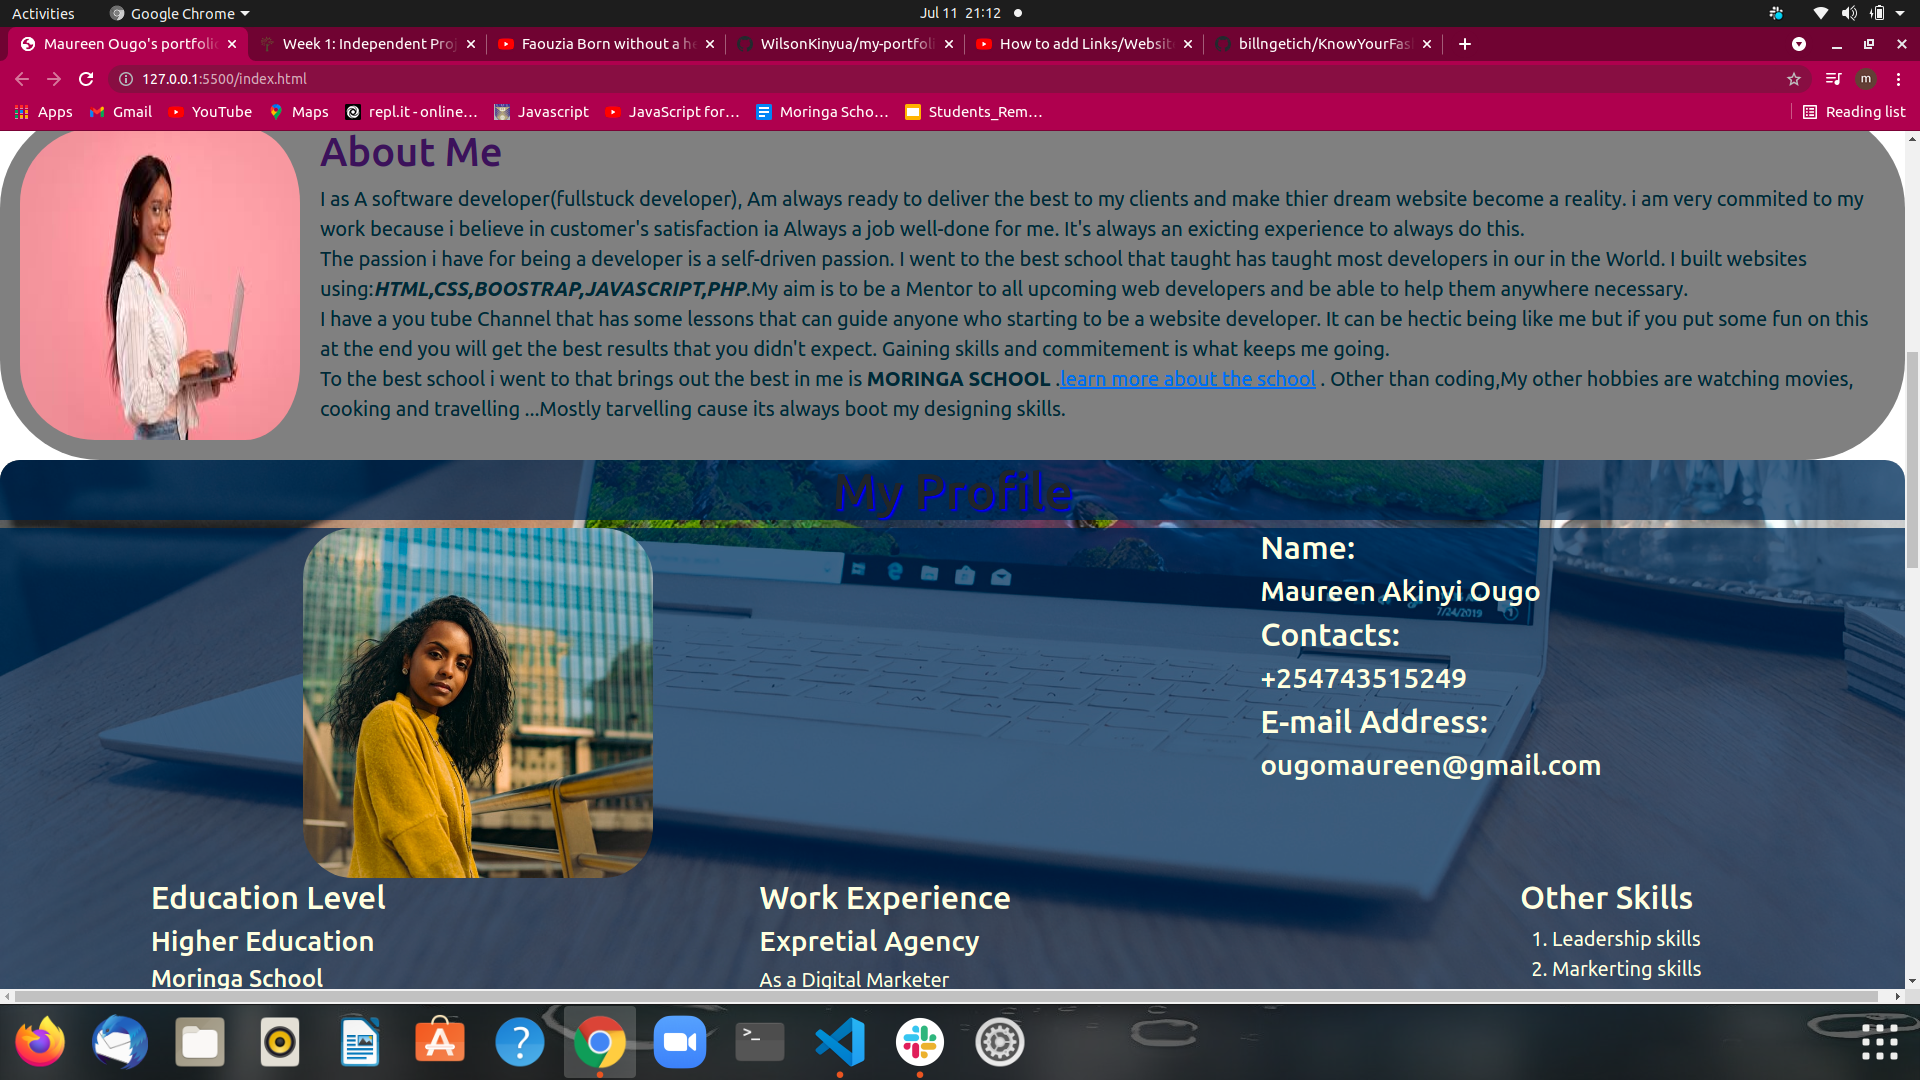 Activities
Google Chrome
Jul 11 21:12
Maureen Ougo's portfolio
Week 1: Independent Proj
Faouzia Born without a he
WilsonKinyua/my-portfoli
How to add Links/Websit
billngetich/KnowYourFas
127.0.0.1:5500/index.html
m
Apps
Gmail
YouTube
Maps
repl.it - online...
Javascript
JavaScript for...
Moringa Scho...
Students_Rem...
Reading list
About Me
I as A software developer(fullstuck developer), Am always ready to deliver the best to my clients and make thier dream website become a reality. i am very commited to my
work because i believe in customer's satisfaction ia Always a job well-done for me. It's always an exicting experience to always do this.
The passion i have for being a developer is a self-driven passion. I went to the best school that taught has taught most developers in our in the World. I built websites
using:HTML,CSS,BOOSTRAP,JAVASCRIPT,PHP.My aim is to be a Mentor to all upcoming web developers and be able to help them anywhere necessary.
I have a you tube Channel that has some lessons that can guide anyone who starting to be a website developer. It can be hectic being like me but if you put some fun on this
at the end you will get the best results that you didn't expect. Gaining skills and commitement is what keeps me going.
To the best school i went to that brings out the best in me is MORINGA SCHOOL .learn more about the school . Other than coding,My other hobbies are watching movies,
cooking and travelling ...Mostly tarvelling cause its always boot my designing skills.
My Profile
Name:
Maureen Akinyi Ougo
7/24/2019
Contacts:
+254743515249
E-mail Address:
ougomaureen@gmail.com
Education Level
Higher Education
Moringa School
Work Experience
Expretial Agency
As a Digital Marketer
Other Skills
1. Leadership skills
2. Markerting skills